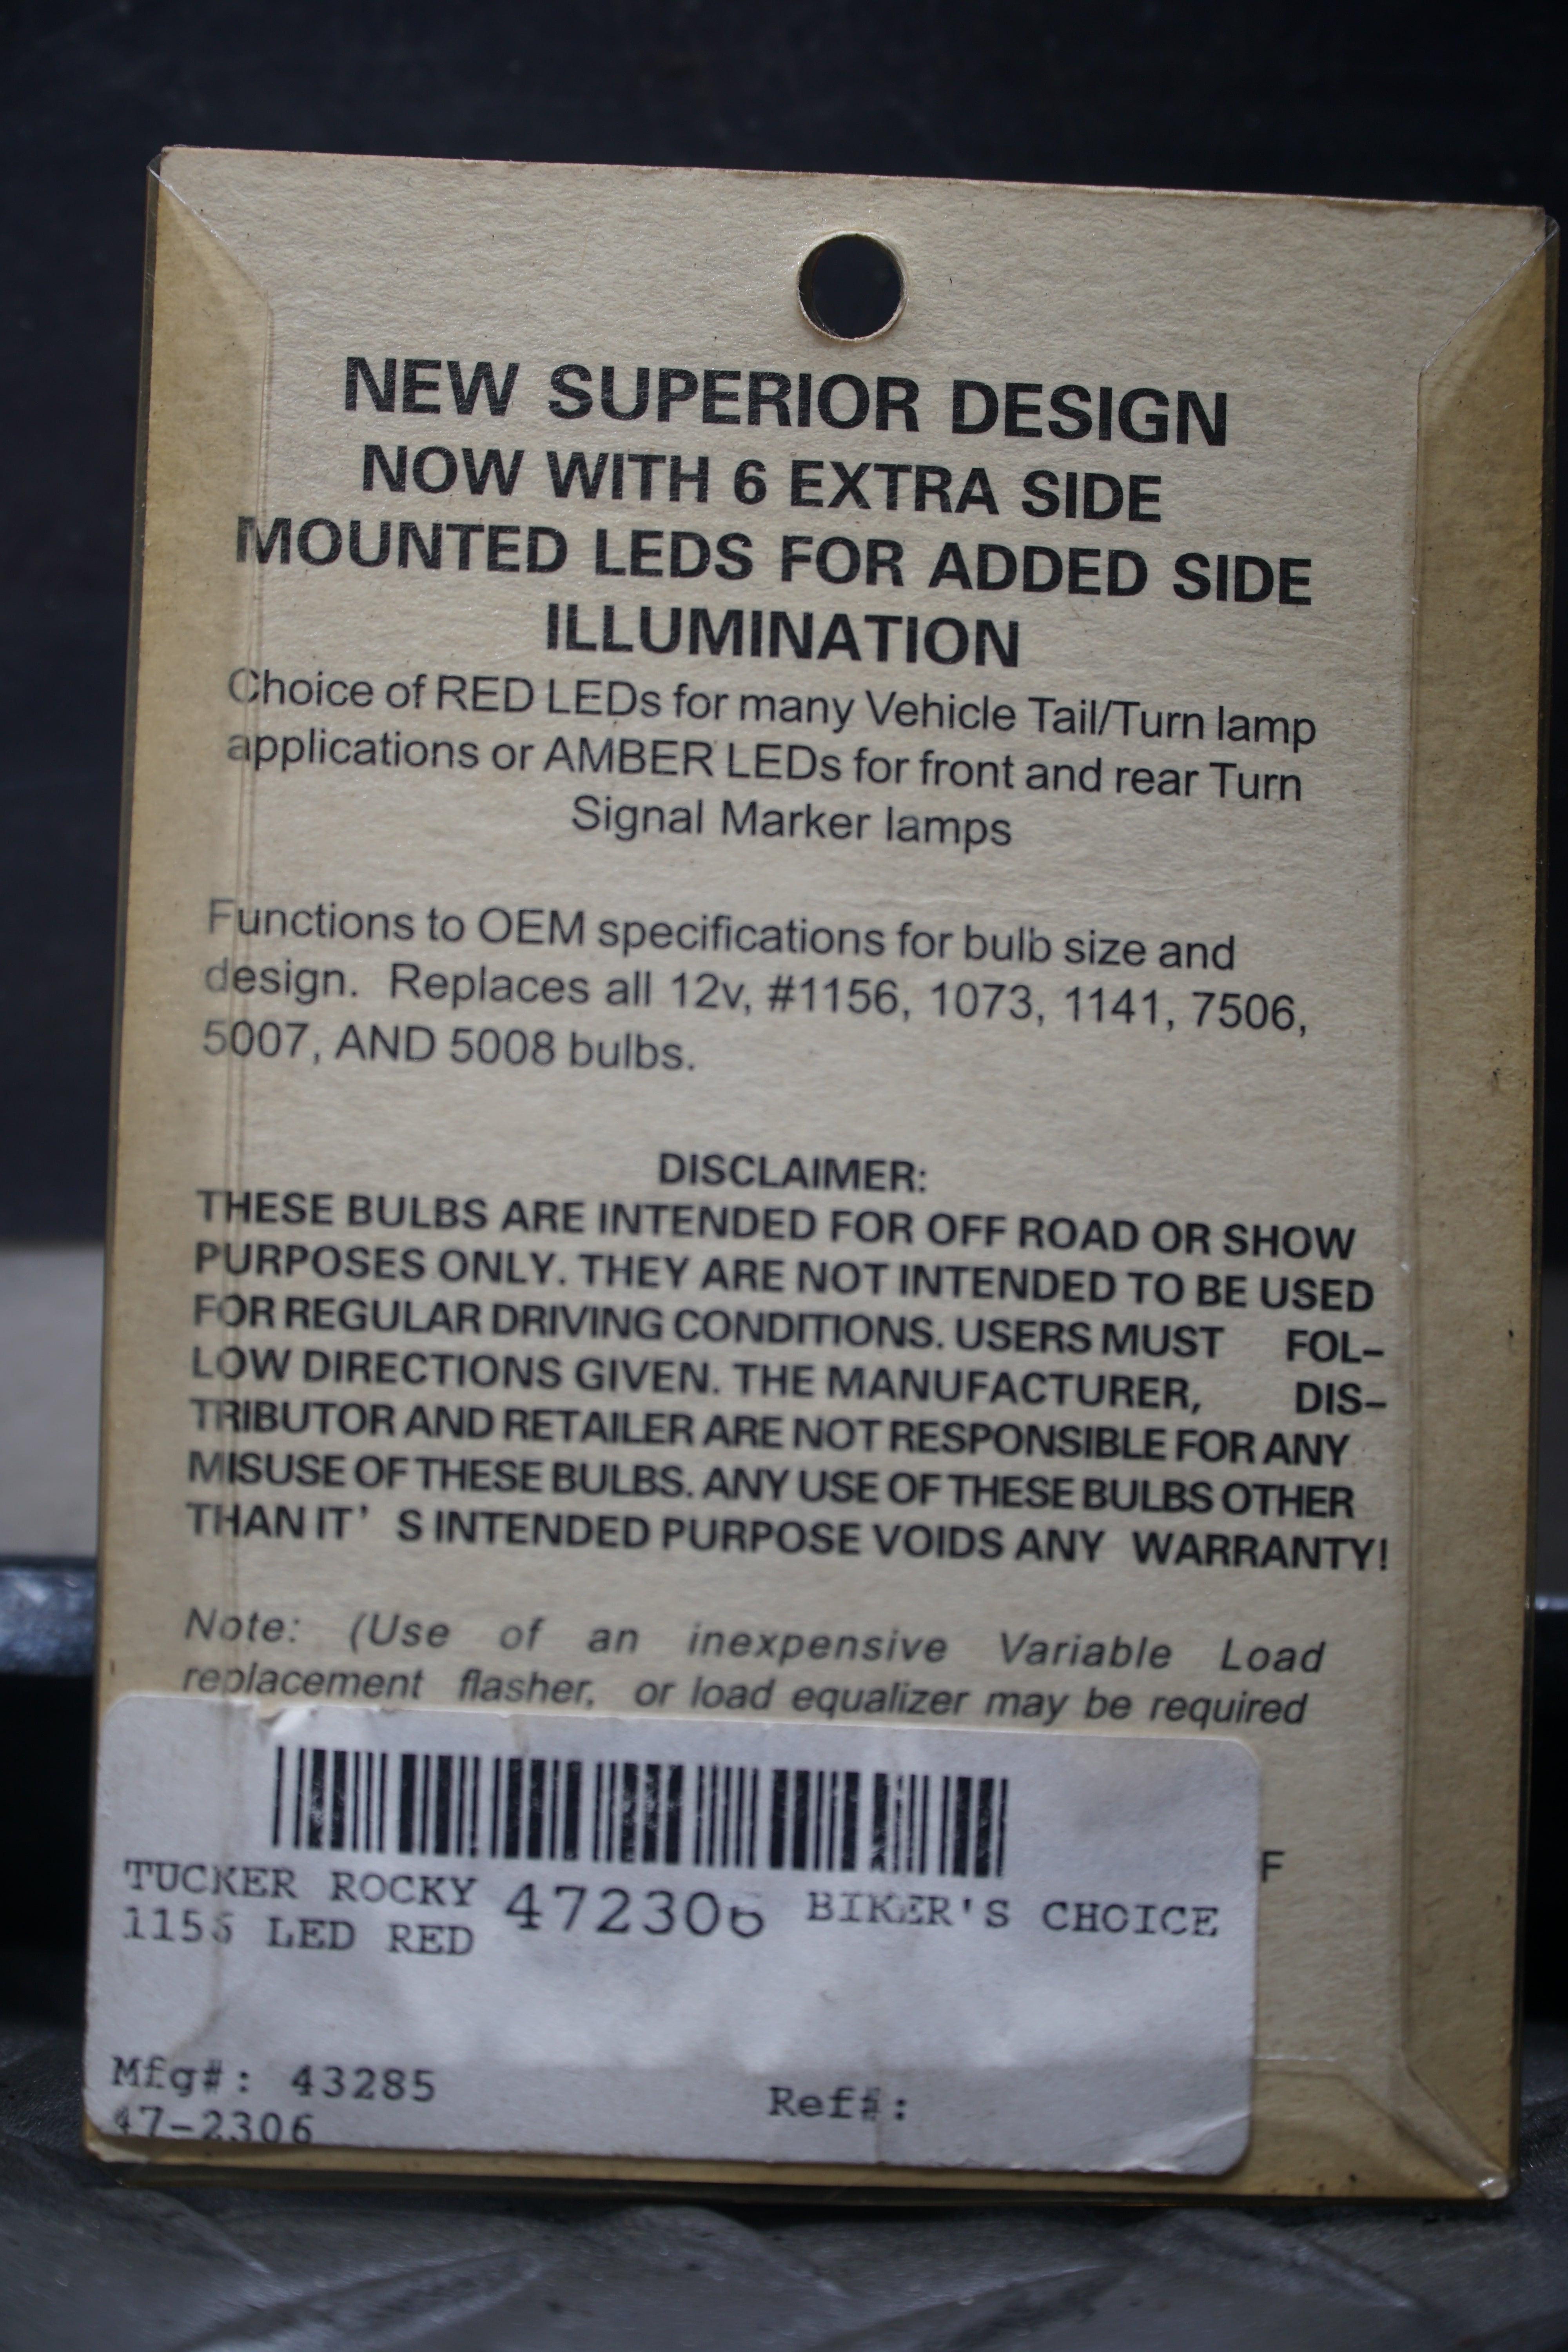 NEW SUPERIOR DESIGN
NOW WITH 6 EXTRA SIDE
MOUNTED LEDS FOR ADDED SIDE
ILLUMINATION
Choice of RED LEDs for many Vehicle Tail/Turn lamp
applications or AMBER LEDs for front and rear Turn
Signal Marker lamps
Functions to OEM specifications for bulb size and
design. Replaces all 12v, #1156, 1073, 1141, 7506,
5007, AND 5008 bulbs.
DISCLAIMER:
THESE BULBS ARE INTENDED FOR OFF ROAD OR SHOW
PURPOSES ONLY. THEY ARE NOT INTENDED TO BE USED
FOR REGULAR DRIVING CONDITIONS. USERS MUST FOL-
LOW DIRECTIONS GIVEN. THE MANUFACTURER, DIS-
TRIBUTOR AND RETAILER ARE NOT RESPONSIBLE FOR ANY
MISUSE OF THESE BULBS. ANY USE OF THESE BULBS OTHER
THAN IT' S INTENDED PURPOSE VOIDS ANY WARRANTY!
Note: (Use of an inexpensive Variable Load
replacement flasher, or load equalizer may be required
F
TUCKER ROCKY 472306 BIKER'S CHOICE
1156 LED RED
Mfg#: 43285 Ref#:
47-2306